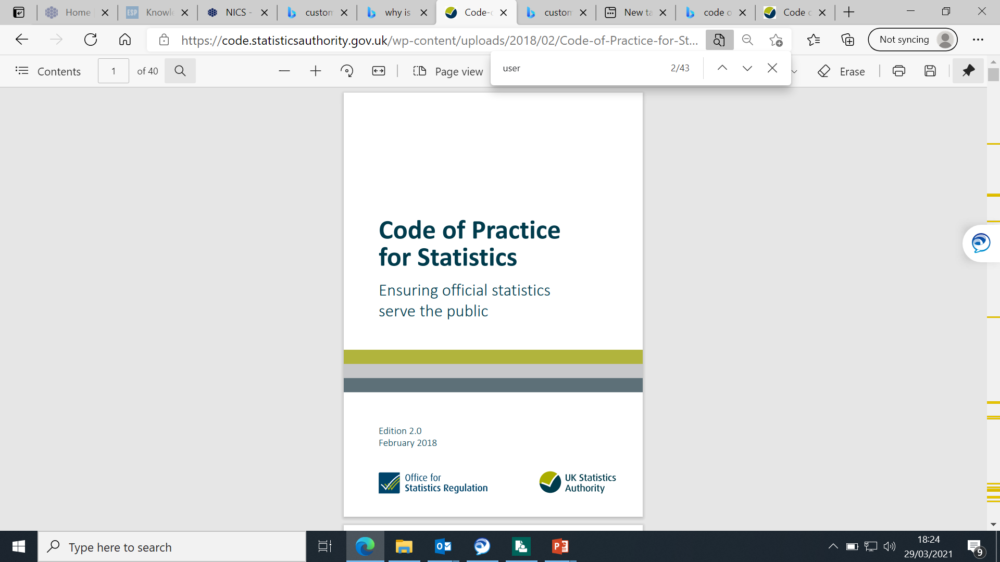 Home
Knowle
NICS -
custom
why is
Code-o
custom
New ta
code o
Code o
https://code.statisticsauthority.gov.uk/wp-content/uploads/2018/02/Code-of-Practice-for-St...
Not syncing
Contents
1
of 40
Page view
user
2/43
Erase
Code of Practice
for Statistics
Ensuring official statistics
serve the public
Edition 2.0
February 2018
Office for
Statistics Regulation
UK Statistics
Authority
Type here to search
18:24
29/03/2021
9